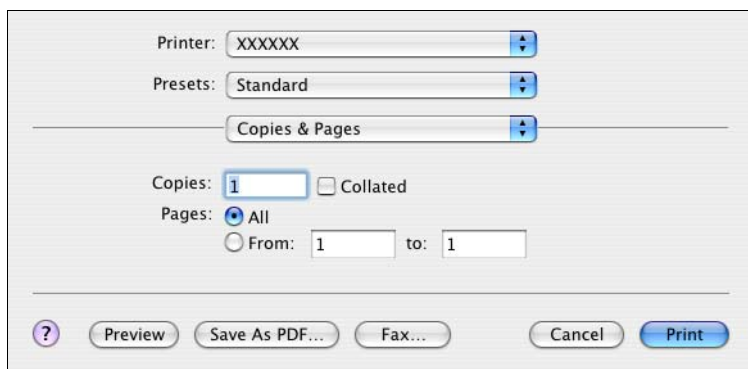 Printer: XXXXXX
Presets: Standard
Copies & Pages
Copies: 1 Collated
Pages: All
From: 1 to: 1
? Preview Save As PDF... Fax... Cancel Print